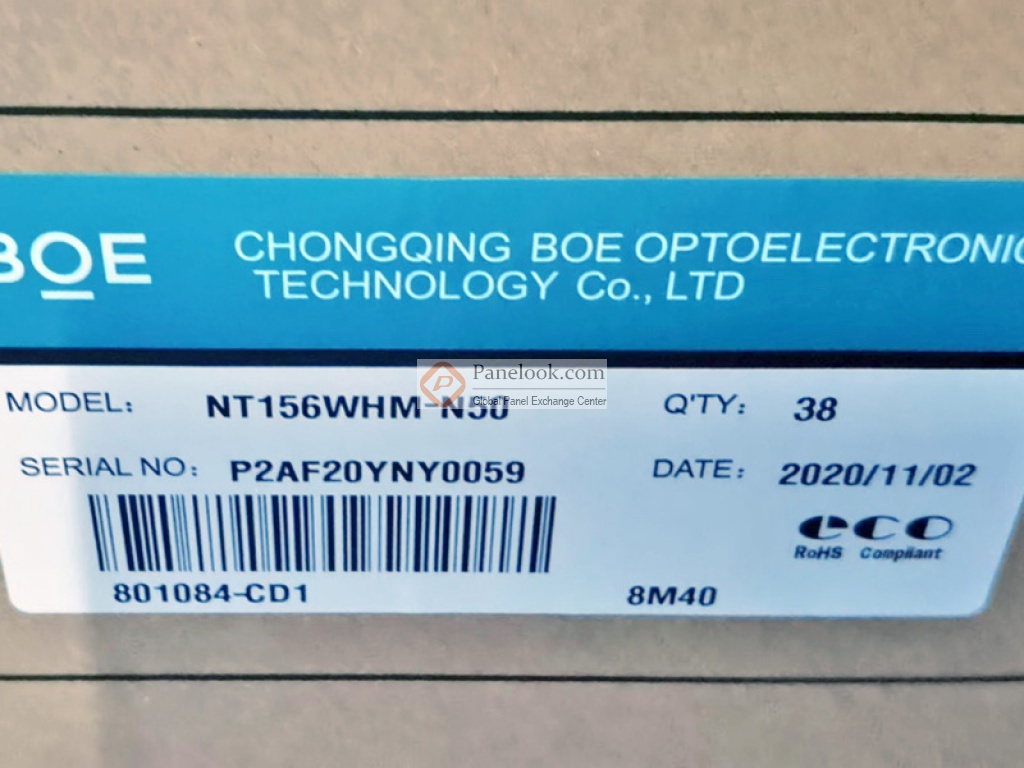 BOE
CHONGQING BOE OPTOELECTRONIC
TECHNOLOGY Co., LTD
Panelook.com
Global Panel Exchange Center
MODEL: NT156WHM-N50 Q'TY: 38
SERIAL NO: P2AF20YNY0059 DATE: 2020/11/02
eco
RoHS Compliant
801084-CD1 8M40